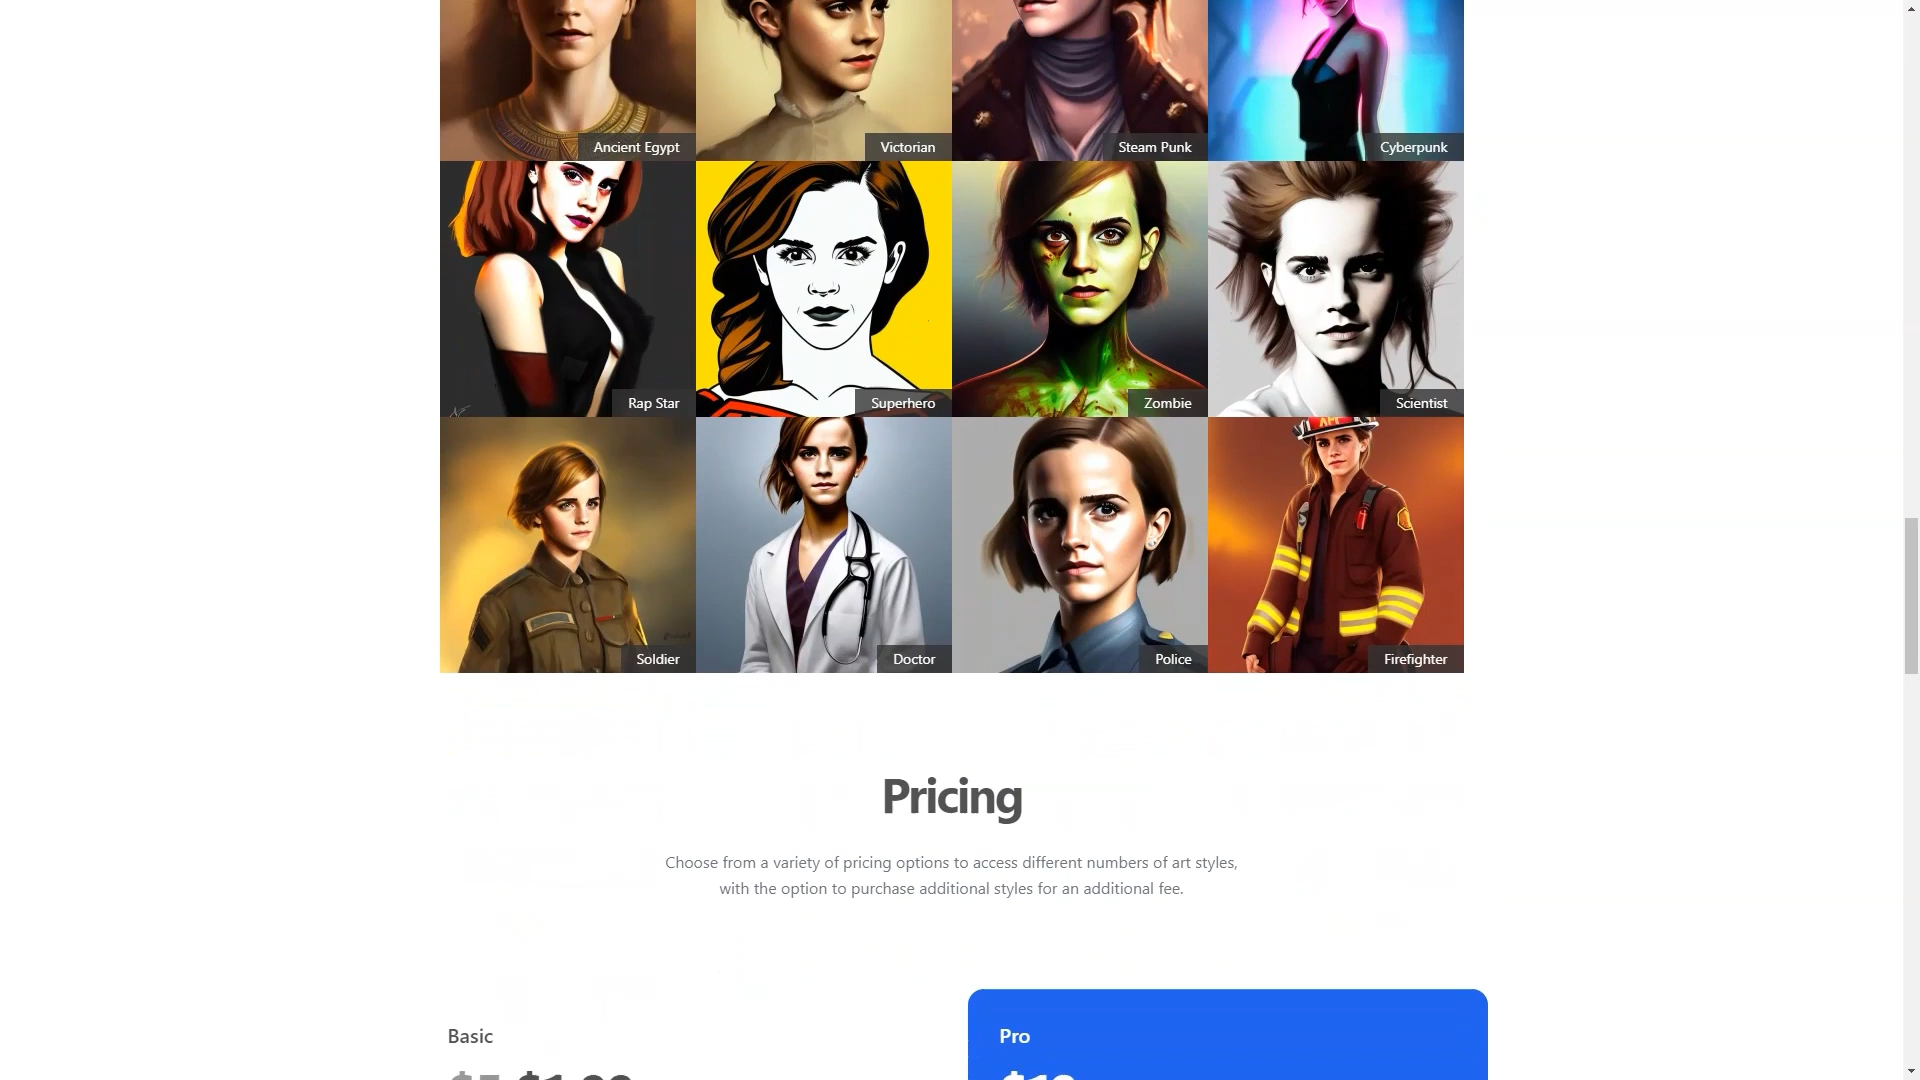 Ancient Egypt
Victorian
Steam Punk
Cyberpunk
Rap Star
Superhero
Zombie
Scientist
Soldier
Doctor
Police
Firefighter
Pricing
Choose from a variety of pricing options to access different numbers of art styles,
with the option to purchase additional styles for an additional fee.
Basic
Pro